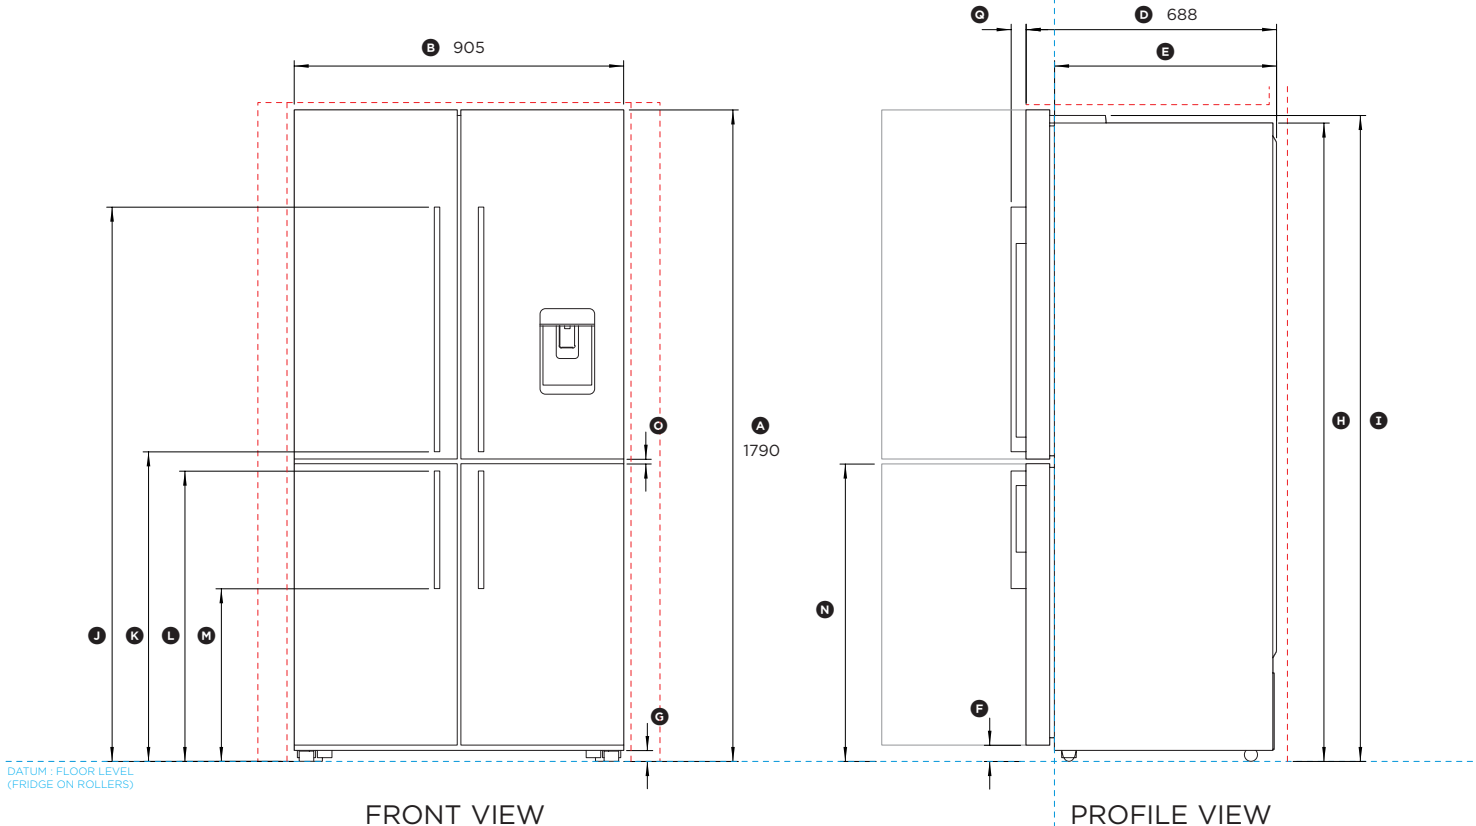 Q
D 688
B 905
E
O
A
1790
H I
N
J K L M
F
G
DATUM : FLOOR LEVEL
(FRIDGE ON ROLLERS)
FRONT VIEW
PROFILE VIEW